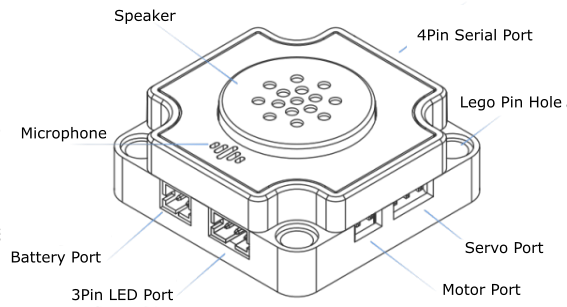 Speaker
4Pin Serial Port
Lego Pin Hole
Microphone
Battery Port
3Pin LED Port
Servo Port
Motor Port